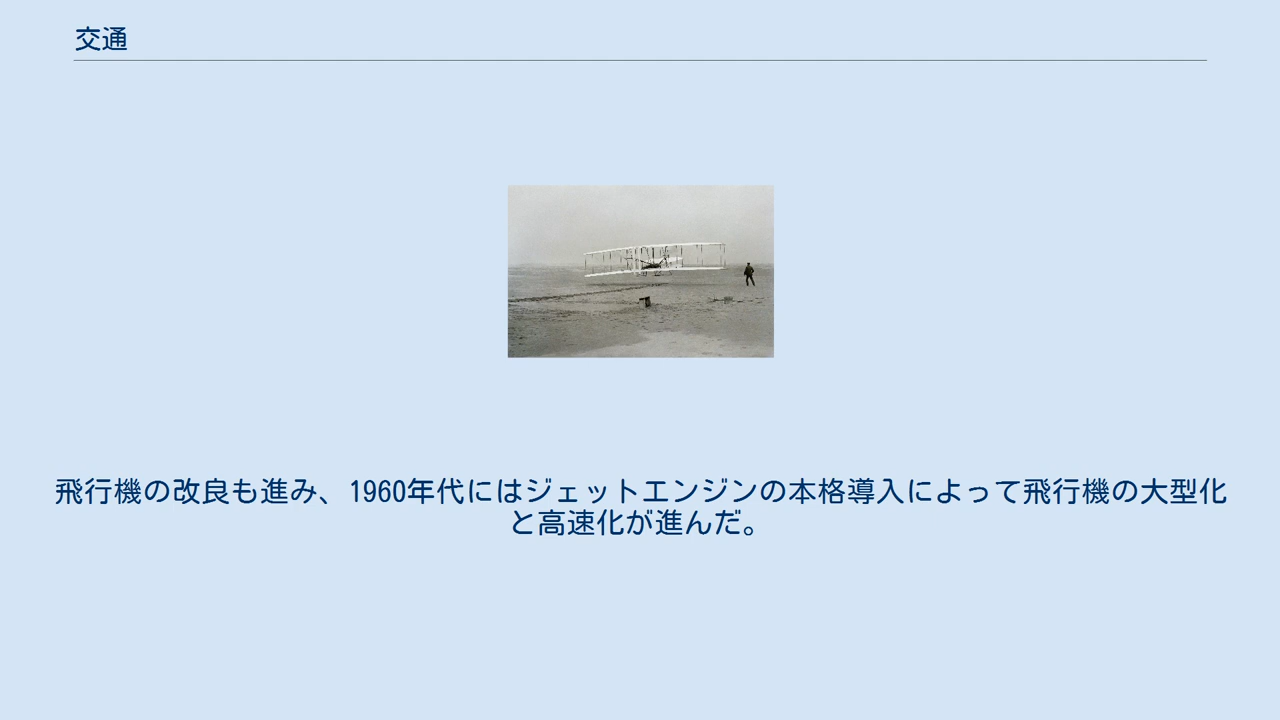 交通
飛行機の改良も進み、1960年代にはジェットエンジンの本格導入によって飛行機の大型化
と高速化が進んだ。